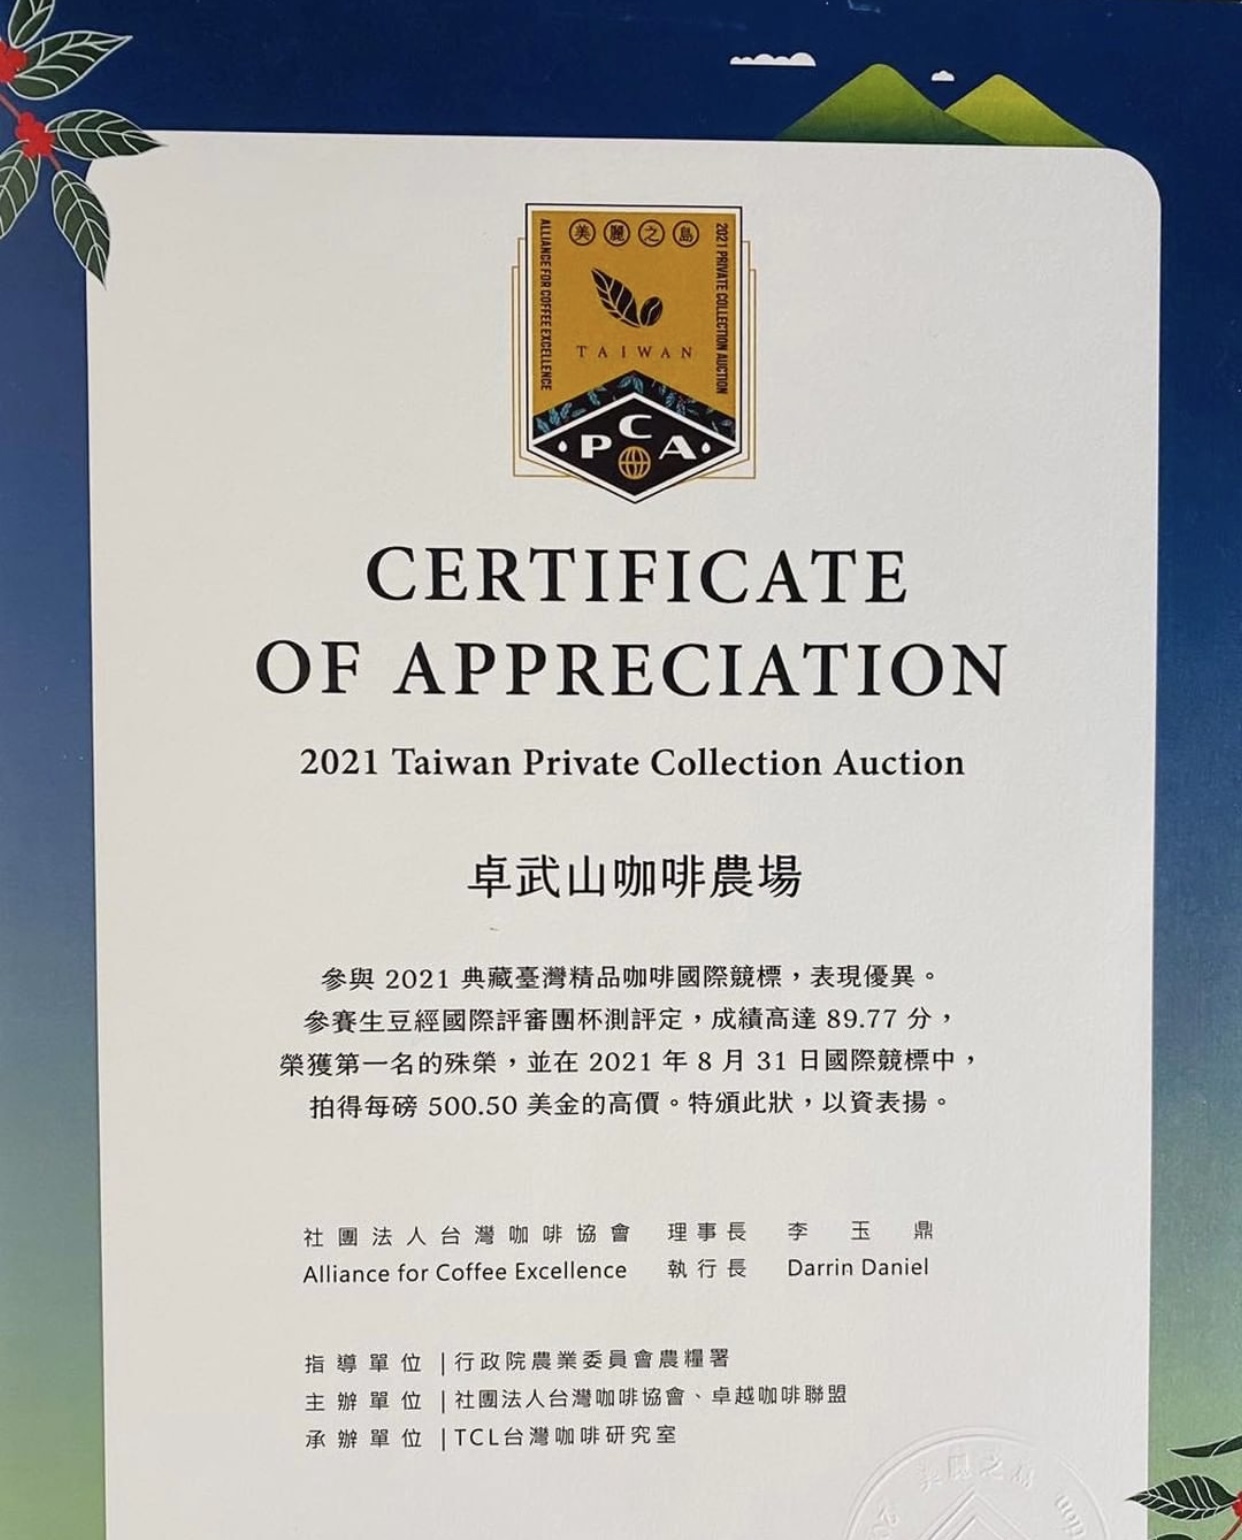 美麗之島
ALLIANCE FOR COFFEE EXCELLENCE
2021 PRIVATE COLLECTION AUCTION
TAIWAN
PCA
CERTIFICATE
OF APPRECIATION
2021 Taiwan Private Collection Auction
卓武山咖啡農場
參與 2021 典藏臺灣精品咖啡國際競標，表現優異。
參賽生豆經國際評審團杯測評定，成績高達 89.77 分，
榮獲第一名的殊榮，並在 2021 年 8 月 31 日國際競標中，
拍得每磅 500.50 美金的高價。特頒此狀，以資表揚。
社團法人台灣咖啡協會 理事長 李玉鼎
Alliance for Coffee Excellence 執行長 Darrin Daniel
指導單位 |行政院農業委員會農糧署
主辦單位 |社團法人台灣咖啡協會、卓越咖啡聯盟
承辦單位 |TCL台灣咖啡研究室
美麗之島